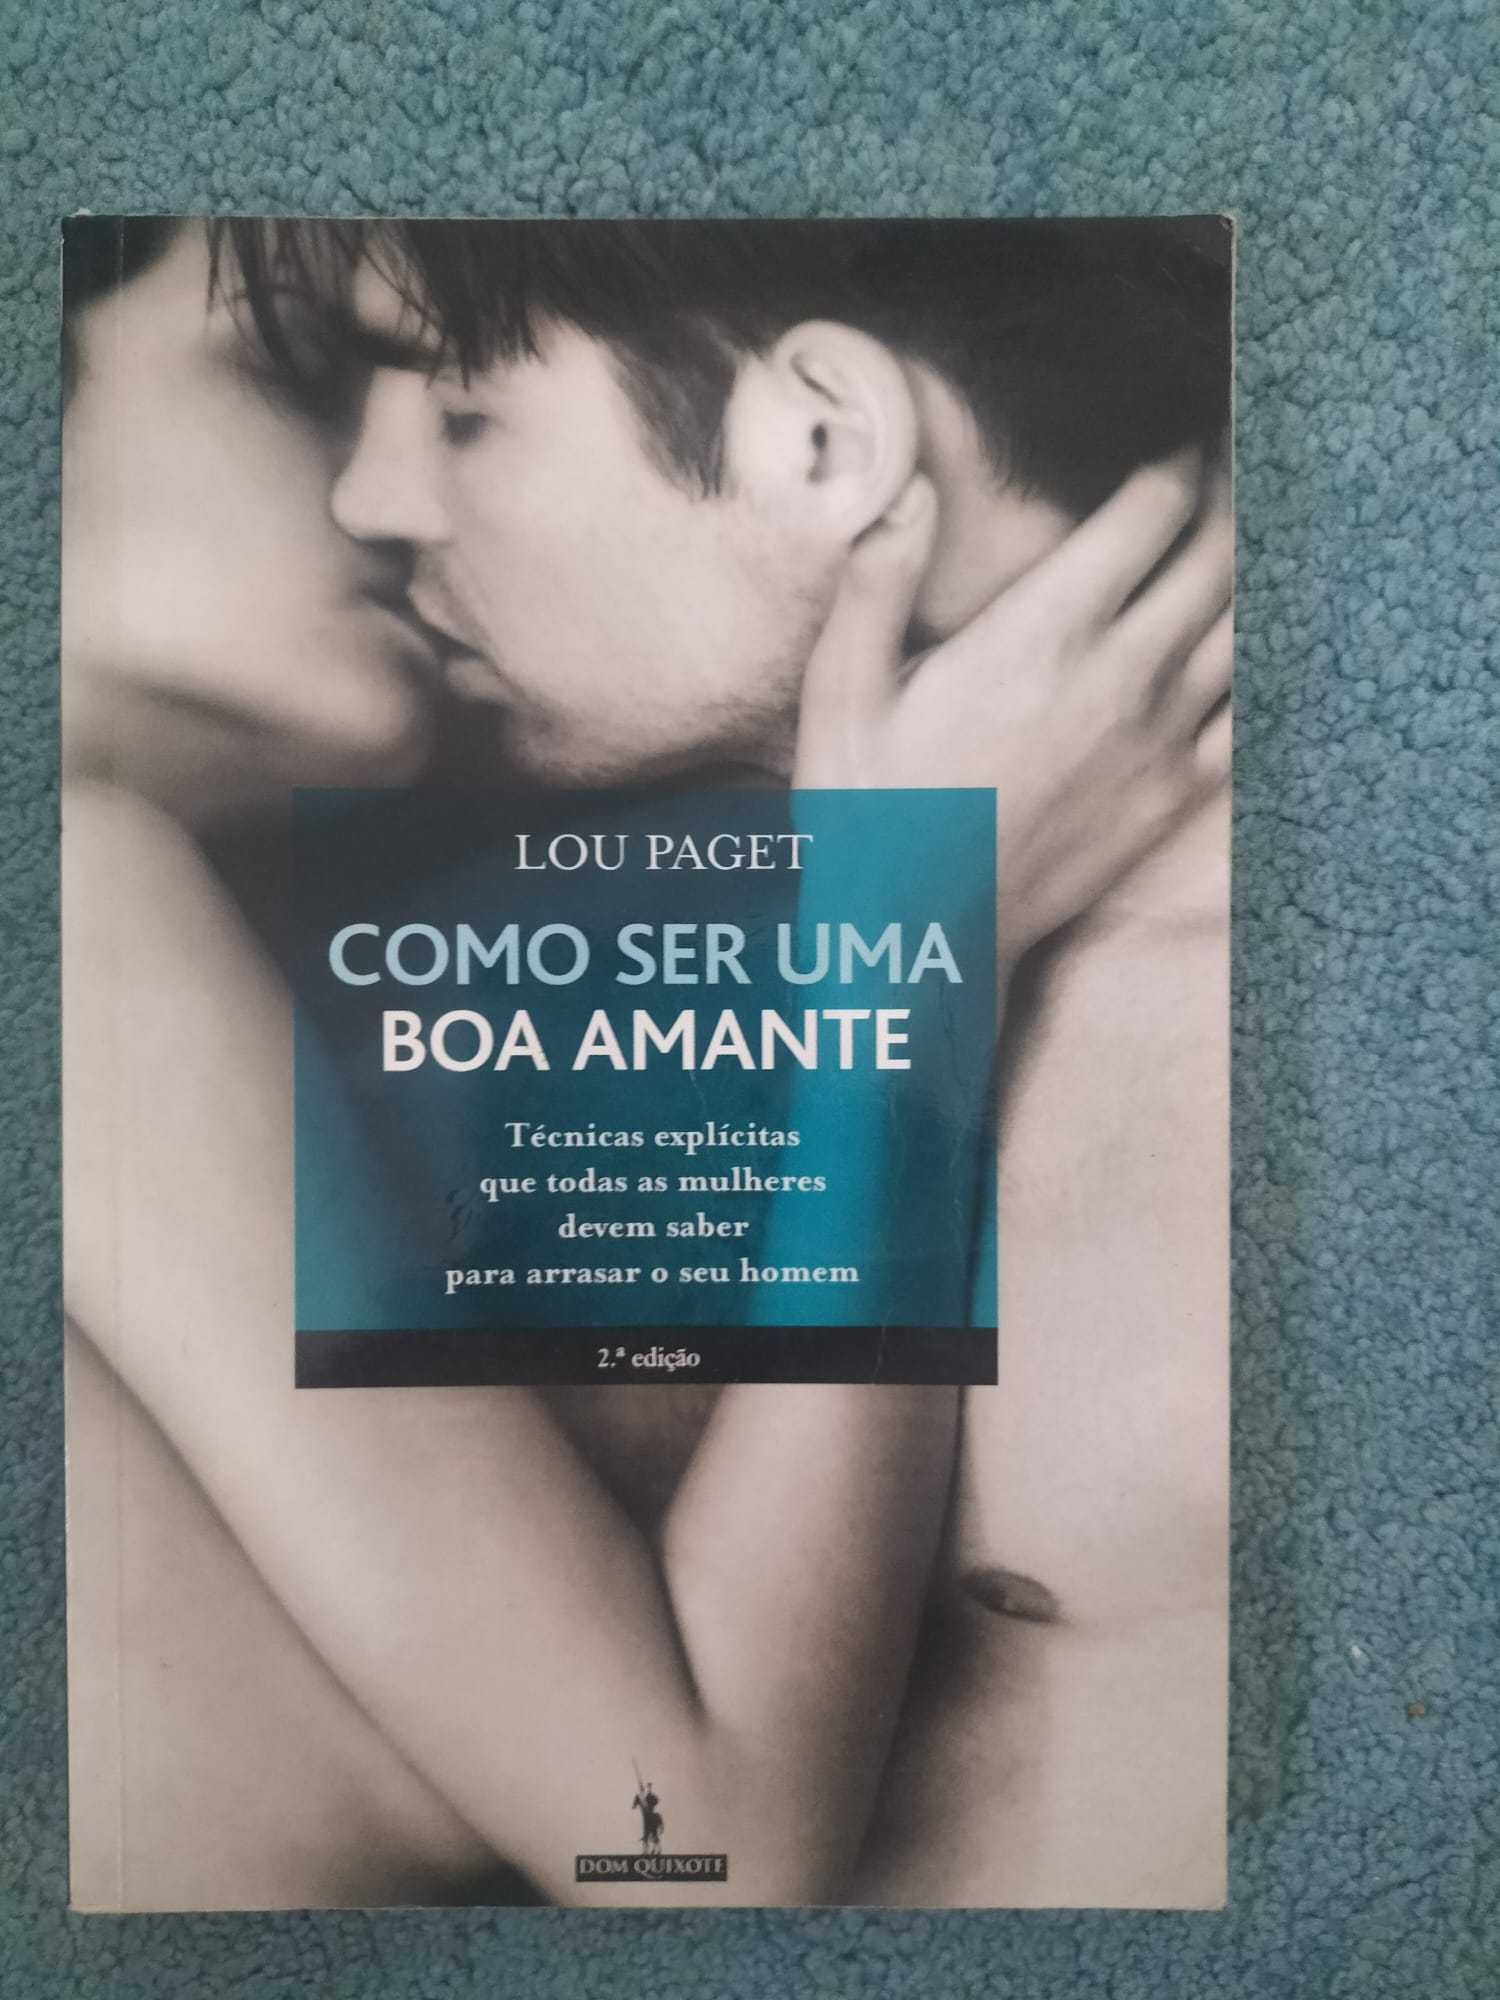 LOU PAGET
COMO SER UMA
BOA AMANTE
Técnicas explícitas
que todas as mulheres
devem saber
para arrasar o seu homem
2.ª edição
DOM QUIXOTE